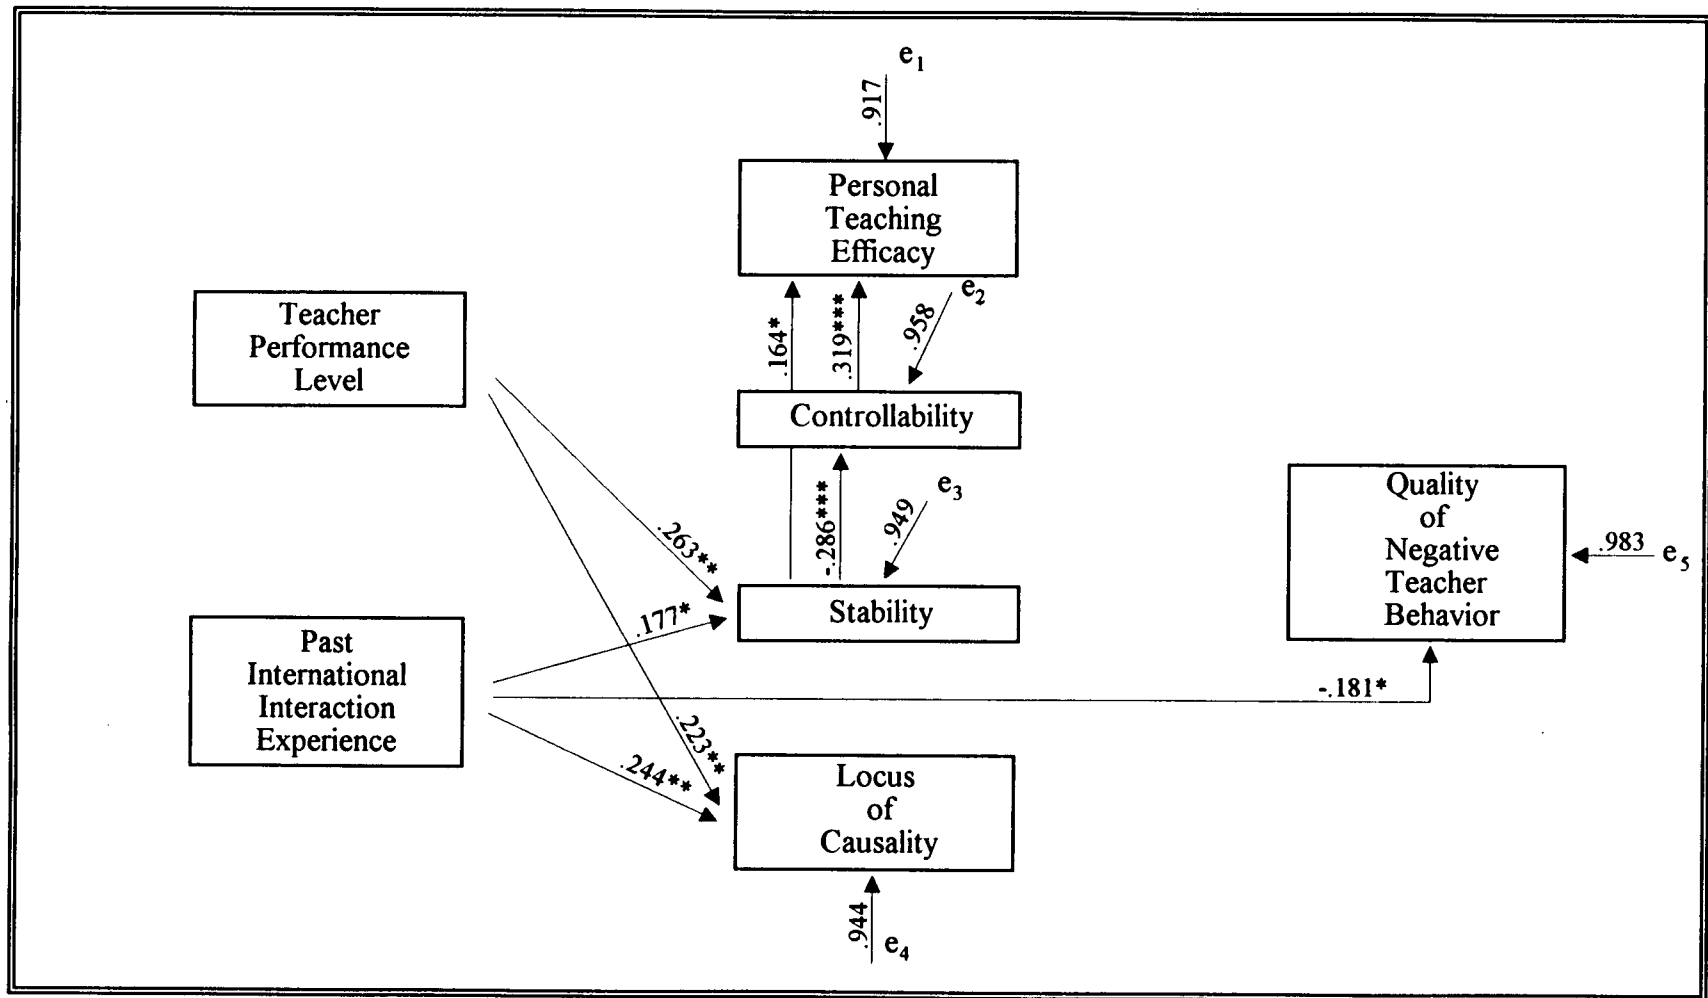 e1
.917
Personal
Teaching
Efficacy
e2
.164*
.319***
.958
Teacher
Performance
Level
Controllability
e3
-.286***
.949
Quality
of
Negative
Teacher
Behavior
.983
e5
.263**
.177*
Stability
Past
International
Interaction
Experience
-.181*
.223**
.244**
Locus
of
Causality
.944
e4